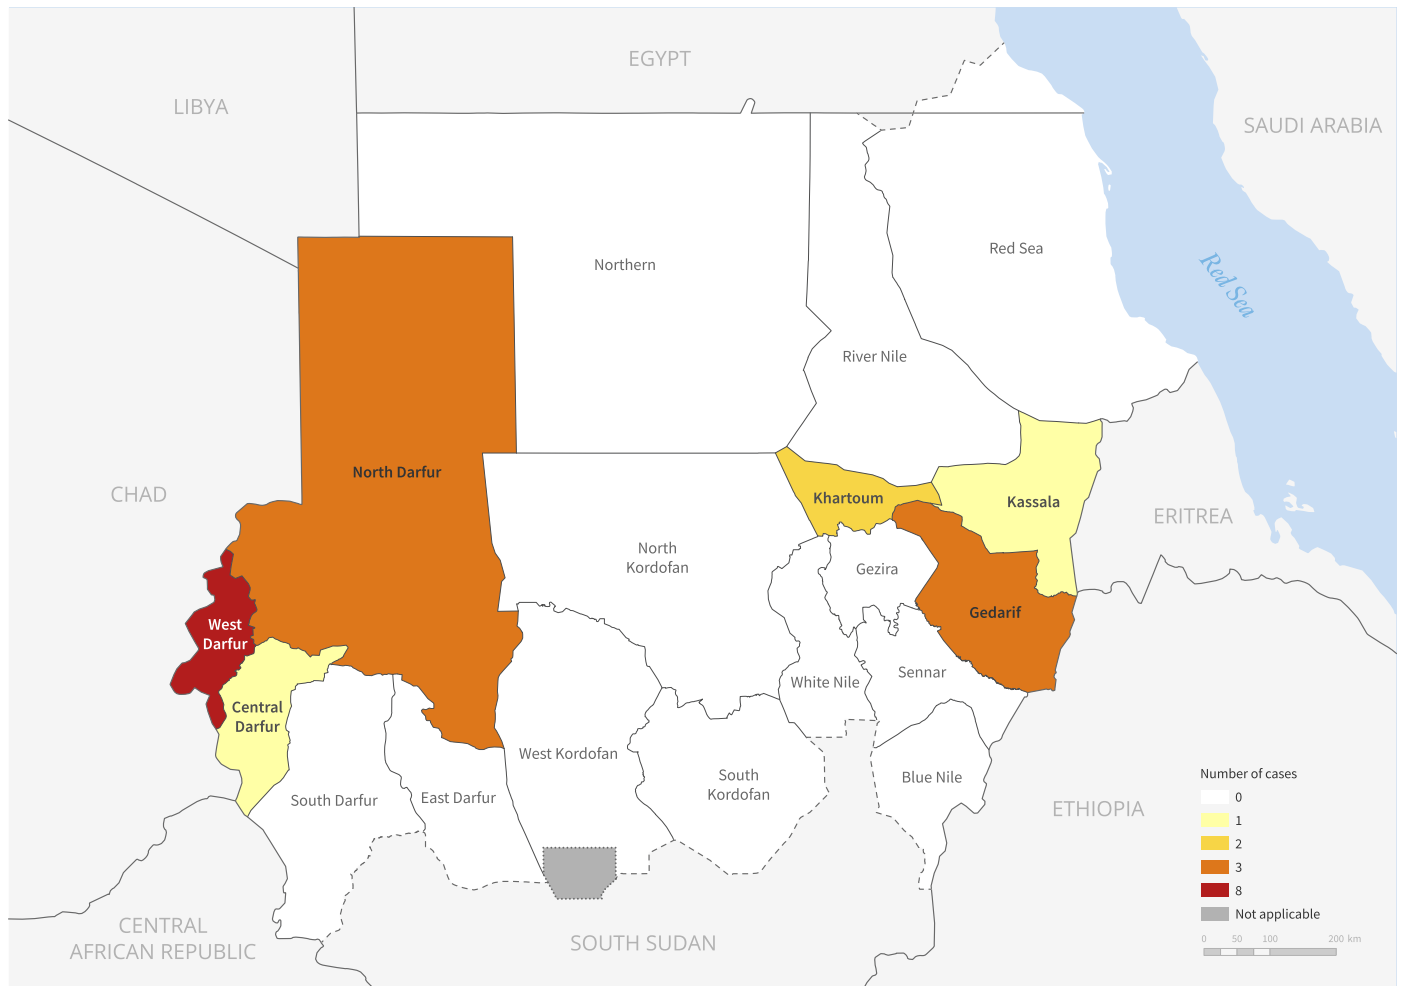 EGYPT
LIBYA
SAUDI ARABIA
Northern
Red Sea
Red Sea
River Nile
North Darfur
CHAD
Khartoum
Kassala
ERITREA
North
Kordofan
Gezira
Gedarif
West
Darfur
Sennar
White Nile
Central
Darfur
West Kordofan
South
Kordofan
Blue Nile
South Darfur
East Darfur
ETHIOPIA
Number of cases
0
1
2
3
8
Not applicable
CENTRAL
AFRICAN REPUBLIC
SOUTH SUDAN
0 50 100 200 km